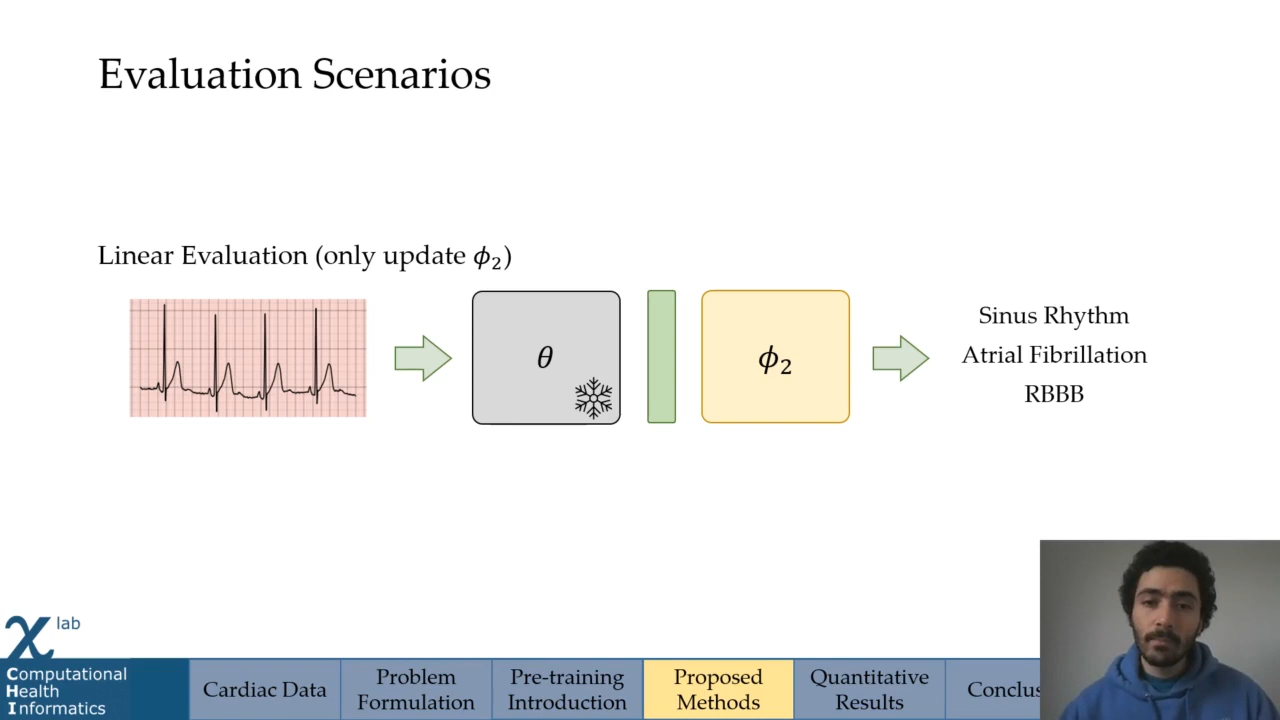 Evaluation Scenarios
Linear Evaluation (only update ϕ₂)
θ
ϕ₂
Sinus Rhythm
Atrial Fibrillation
RBBB
χ lab
Computational
Health
Informatics
Cardiac Data
Problem
Formulation
Pre-training
Introduction
Proposed
Methods
Quantitative
Results
Conclus